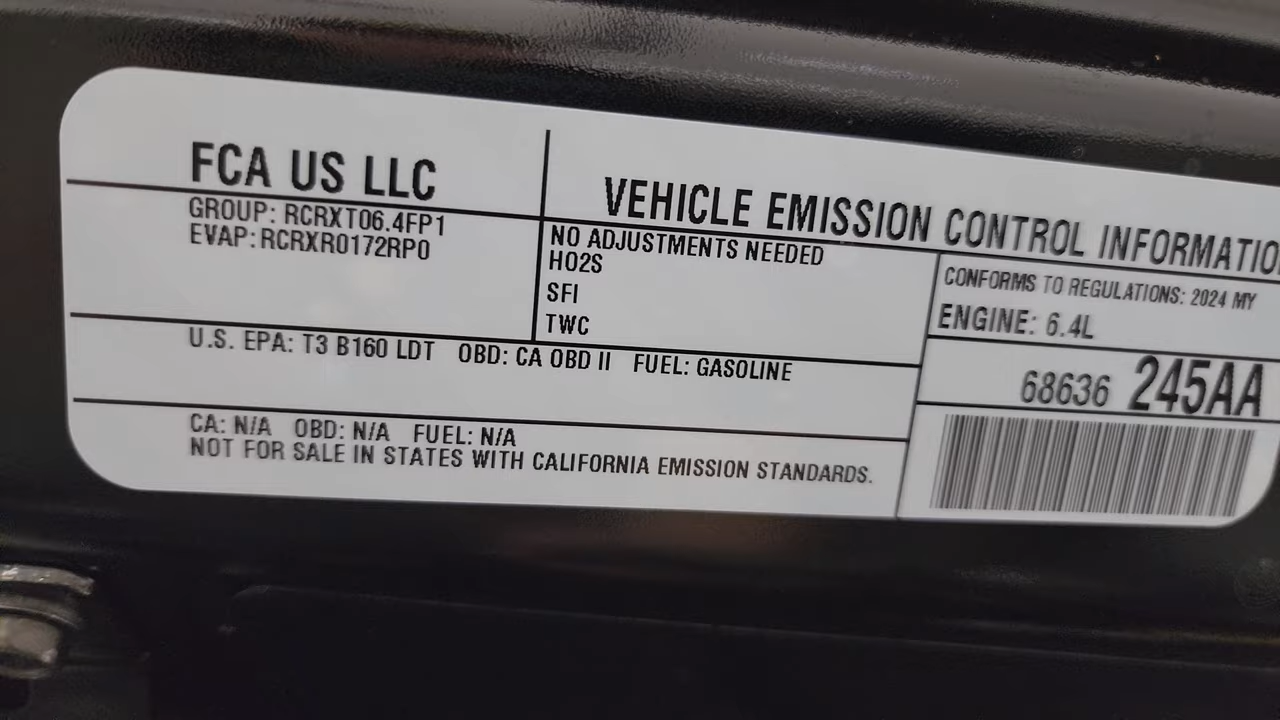 FCA US LLC
VEHICLE EMISSION CONTROL INFORMATIO
GROUP: RCRXT06.4FP1
EVAP: RCRXR0172RP0
NO ADJUSTMENTS NEEDED
HO2S
SFI
TWC
CONFORMS TO REGULATIONS: 2024 MY
ENGINE: 6.4L
U.S. EPA: T3 B160 LDT OBD: CA OBD II FUEL: GASOLINE
68636 245AA
CA: N/A OBD: N/A FUEL: N/A
NOT FOR SALE IN STATES WITH CALIFORNIA EMISSION STANDARDS.